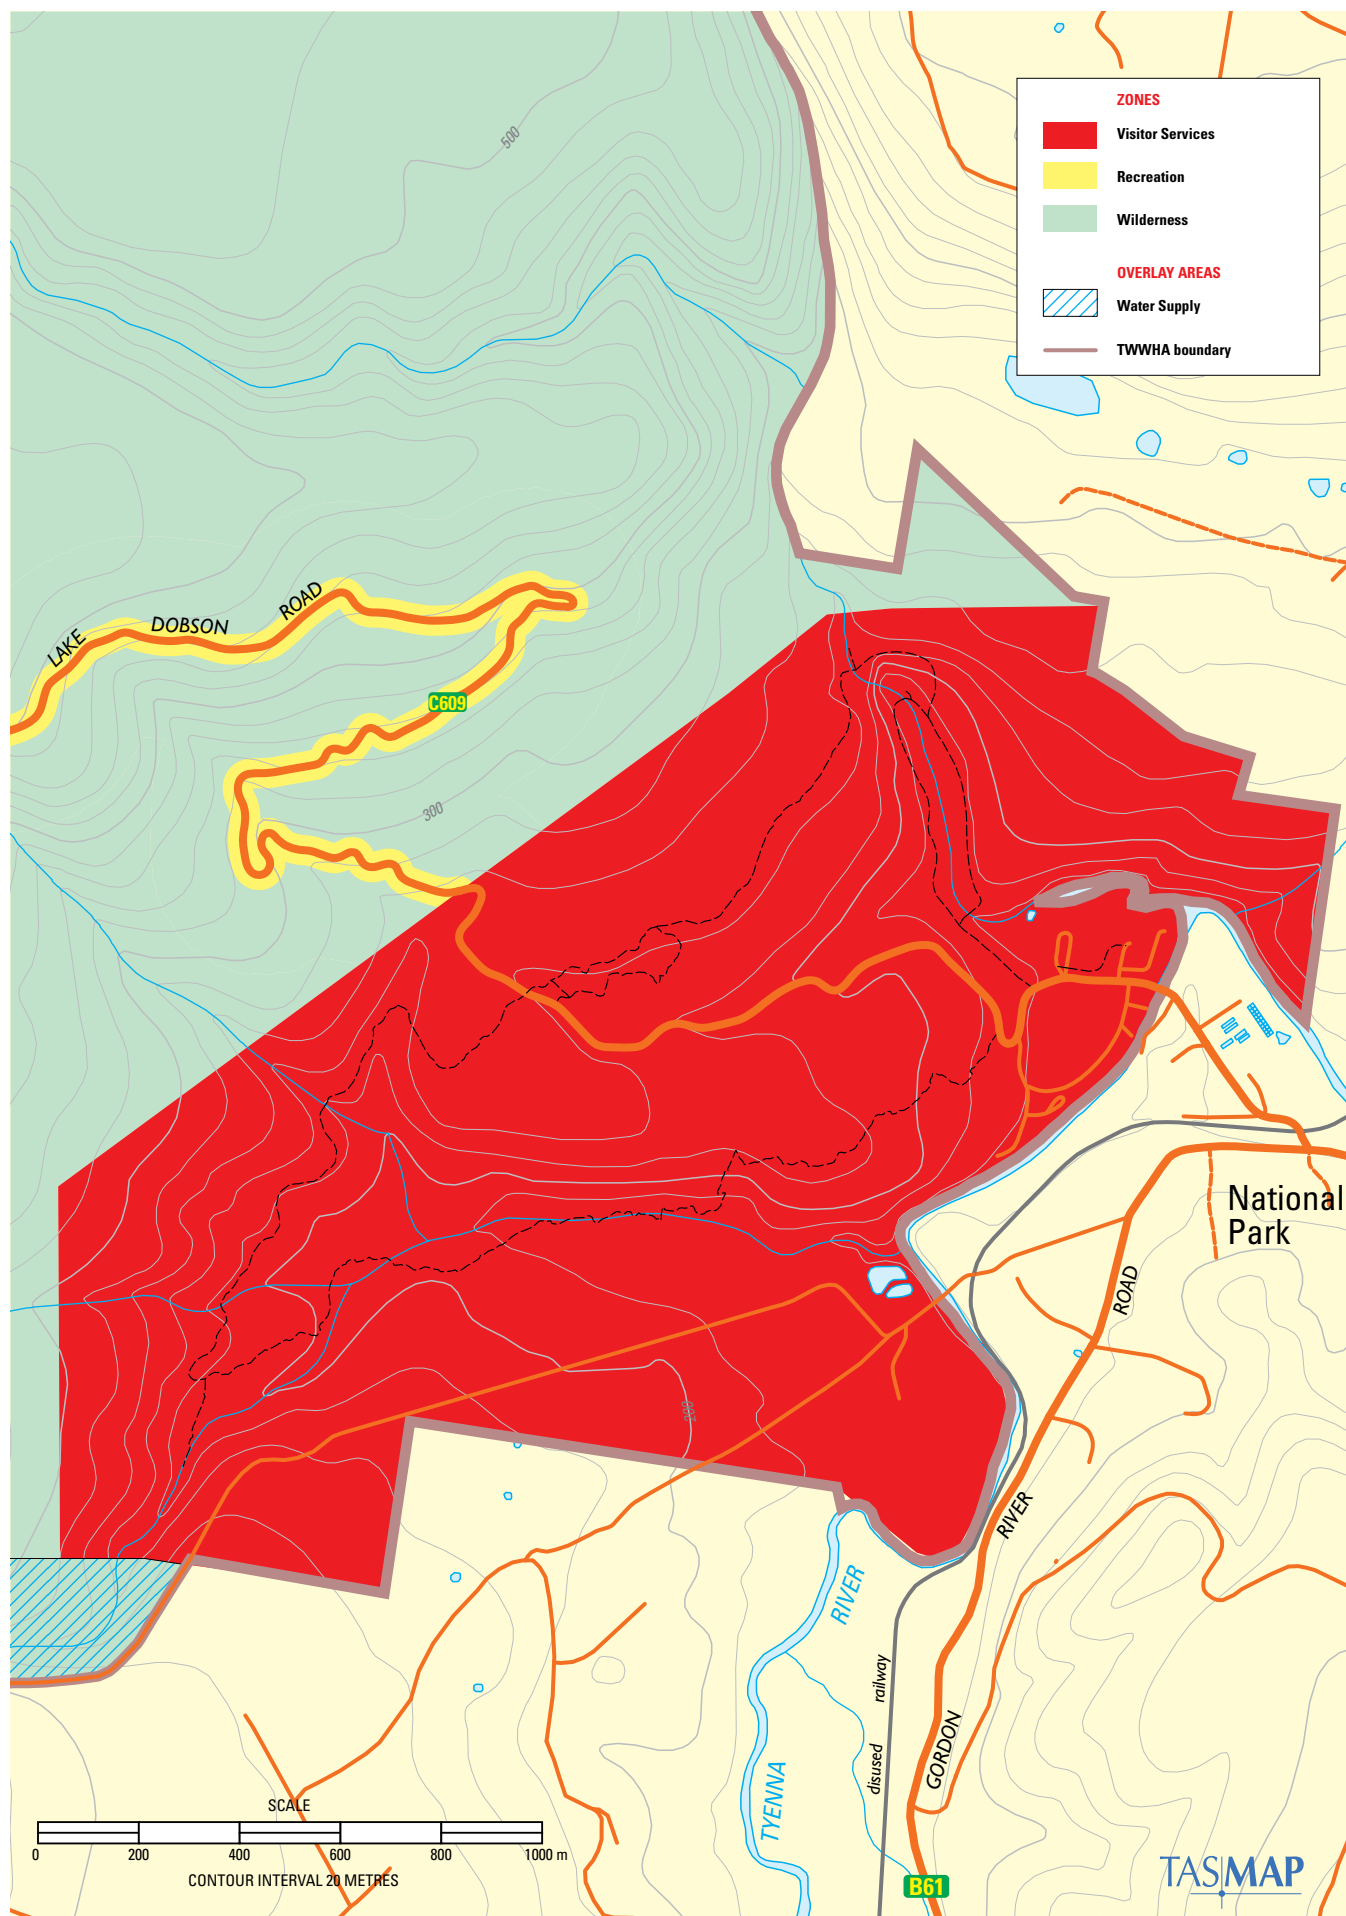 500
ZONES
Visitor Services
Recreation
Wilderness
OVERLAY AREAS
Water Supply
TWWHA boundary
LAKE DOBSON ROAD
C609
300
National
Park
ROAD
200
RIVER
RIVER
railway
GORDON
disused
TYENNA
SCALE
0 200 400 600 800 1000 m
CONTOUR INTERVAL 20 METRES
B61
TASMAP